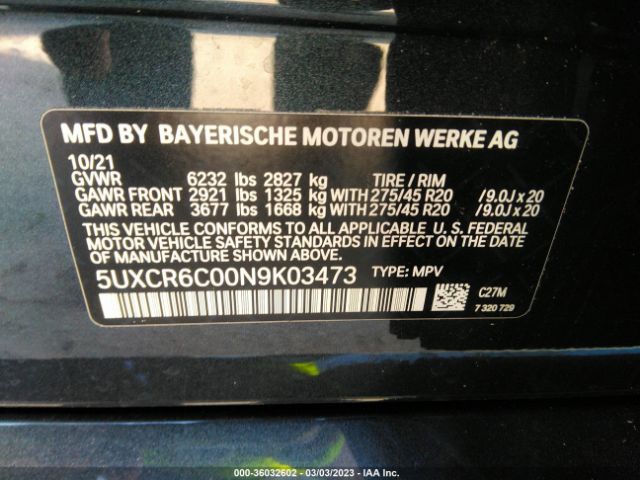 MFD BY BAYERISCHE MOTOREN WERKE AG
10/21
GVWR 6232 lbs 2827 kg TIRE / RIM
GAWR FRONT 2921 lbs 1325 kg WITH 275/45 R20 /9.0J x 20
GAWR REAR 3677 lbs 1668 kg WITH 275/45 R20 /9.0J x 20
THIS VEHICLE CONFORMS TO ALL APPLICABLE U. S. FEDERAL
MOTOR VEHICLE SAFETY STANDARDS IN EFFECT ON THE DATE
OF MANUFACTURE SHOWN ABOVE.
5UXCR6C00N9K03473 TYPE: MPV
C27M
7 320 729
000-36032602 - 03/03/2023 - IAA Inc.